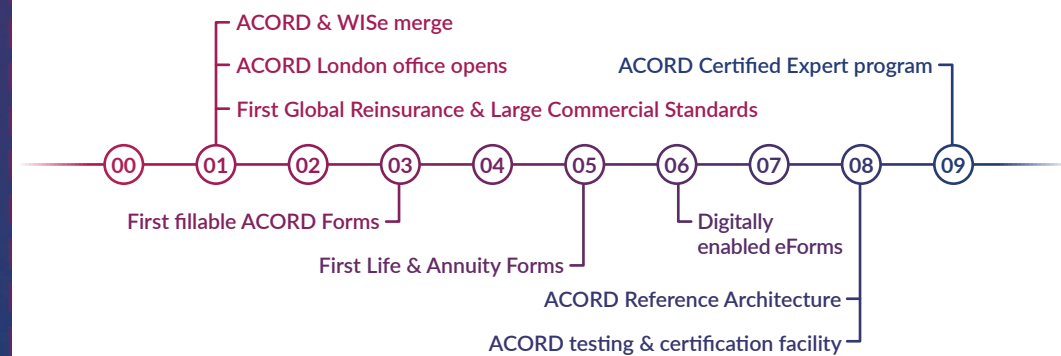 ACORD & WISe merge
ACORD London office opens
ACORD Certified Expert program
First Global Reinsurance & Large Commercial Standards
00 01 02 03 04 05 06 07 08 09
First fillable ACORD Forms
Digitally
enabled eForms
First Life & Annuity Forms
ACORD Reference Architecture
ACORD testing & certification facility